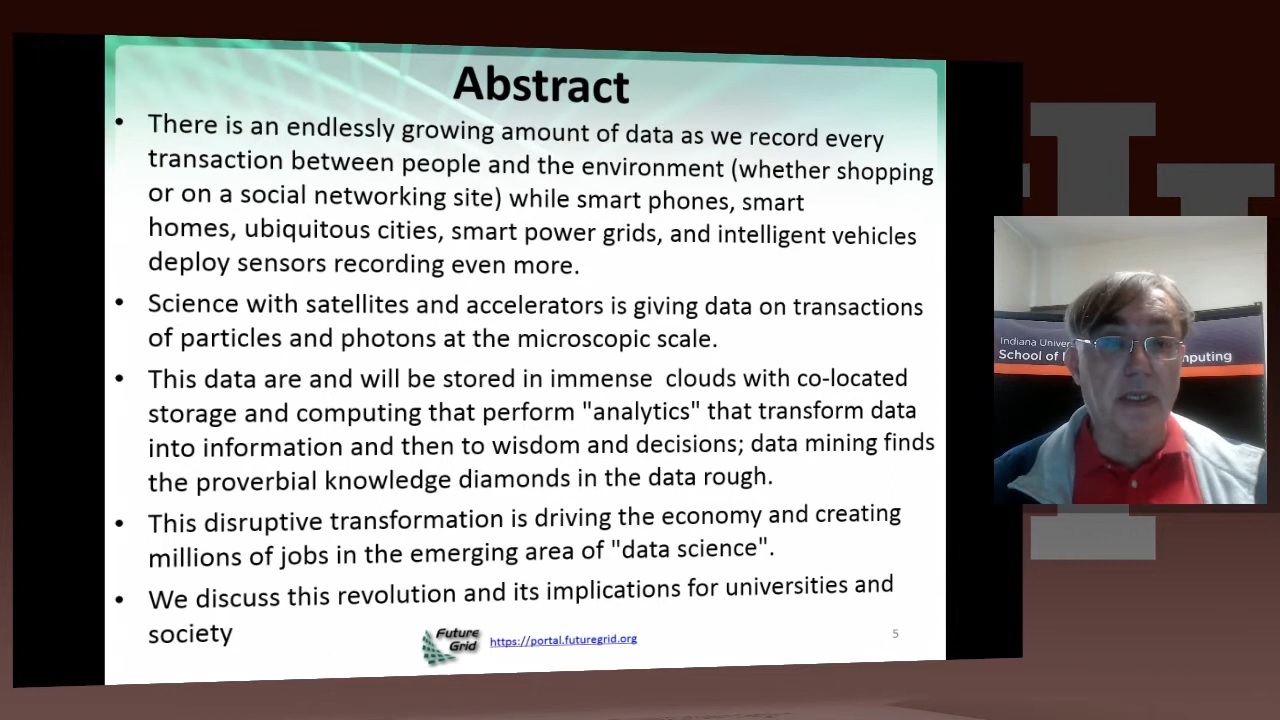 Abstract
• There is an endlessly growing amount of data as we record every
transaction between people and the environment (whether shopping
or on a social networking site) while smart phones, smart
homes, ubiquitous cities, smart power grids, and intelligent vehicles
deploy sensors recording even more.
• Science with satellites and accelerators is giving data on transactions
of particles and photons at the microscopic scale.
• This data are and will be stored in immense clouds with co-located
storage and computing that perform "analytics" that transform data
into information and then to wisdom and decisions; data mining finds
the proverbial knowledge diamonds in the data rough.
• This disruptive transformation is driving the economy and creating
millions of jobs in the emerging area of "data science".
• We discuss this revolution and its implications for universities and
society
Future
Grid
https://portal.futuregrid.org
5
Indiana Univer
School of
mputing